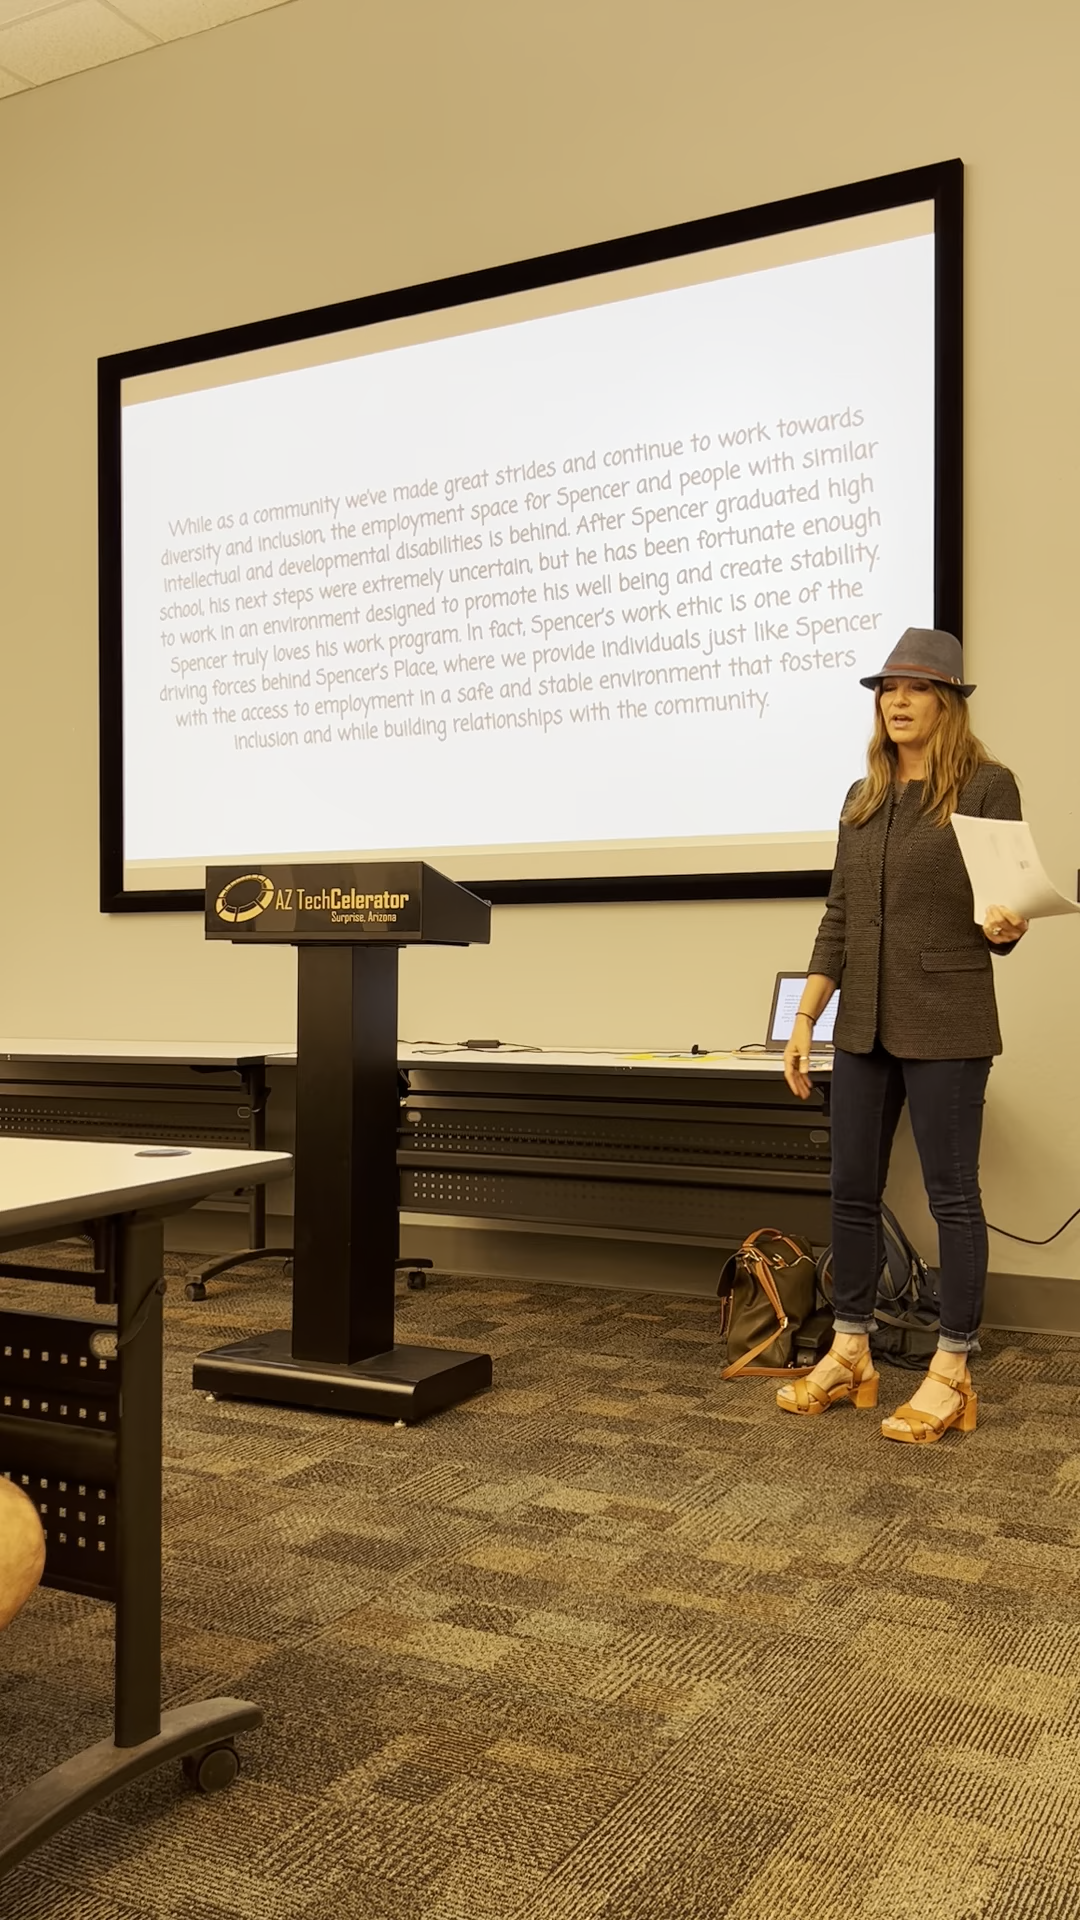 While as a community we've made great strides and continue to work towards
diversity and inclusion, the employment space for Spencer and people with similar
intellectual and developmental disabilities is behind. After Spencer graduated high
school, his next steps were extremely uncertain, but he has been fortunate enough
to work in an environment designed to promote his well being and create stability.
Spencer truly loves his work program. In fact, Spencer's work ethic is one of the
driving forces behind Spencer's Place, where we provide individuals just like Spencer
with the access to employment in a safe and stable environment that fosters
inclusion and while building relationships with the community.
AZ TechCelerator
Surprise, Arizona